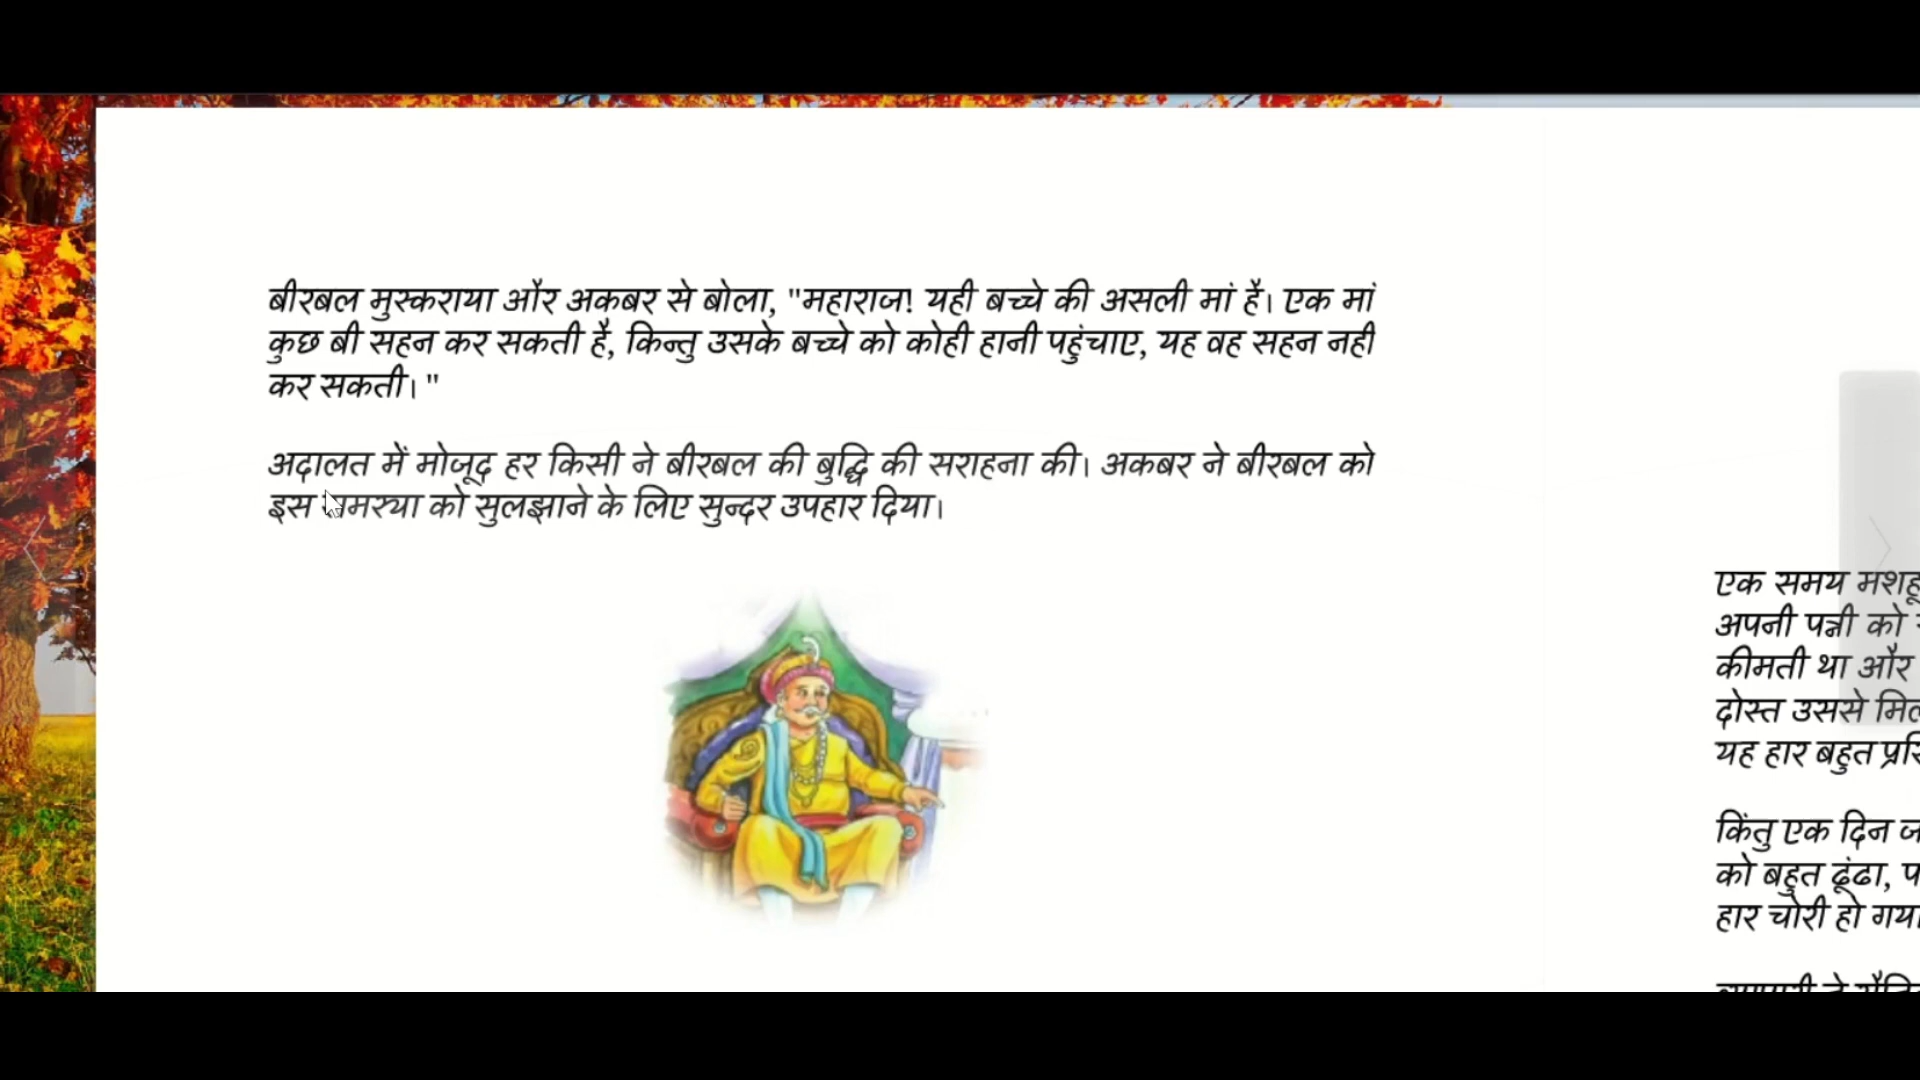 बीरबल मुस्कराया और अकबर से बोला, "महाराज! यही बच्चे की असली मां है। एक मां
कुछ बी सहन कर सकती है, किन्तु उसके बच्चे को कोही हानी पहुंचाए, यह वह सहन नही
कर सकती। "
अदालत में मोजूद हर किसी ने बीरबल की बुद्धि की सराहना की। अकबर ने बीरबल को
इस समस्या को सुलझाने के लिए सुन्दर उपहार दिया।
एक समय
अपनी पत्नी को
कीमती था और
दोस्त उससे
यह हार बहुत
किंतु एक दिन
को बहुत ढूंढा,
हार चोरी हो गया